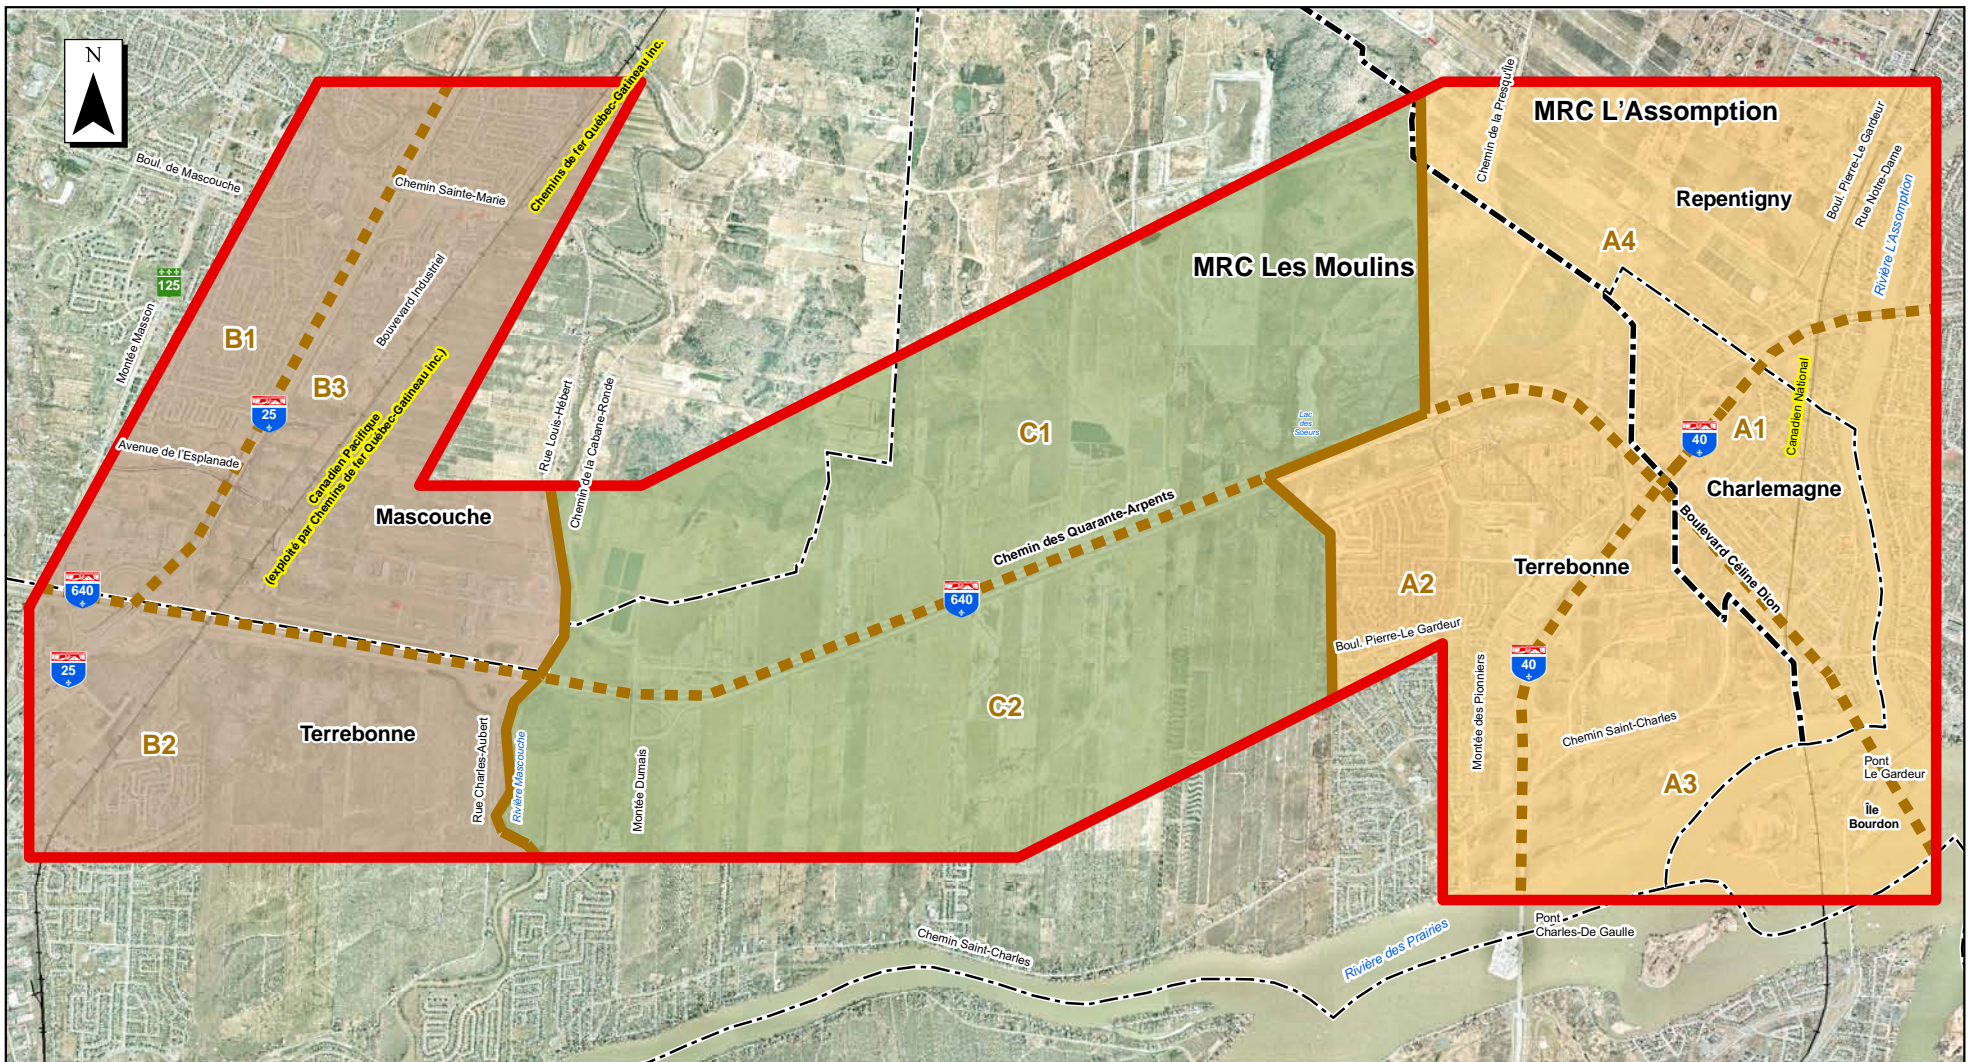 N
Boul. de Mascouche
Chemin Sainte-Marie
Chemins de fer Québec-Gatineau inc.
125
Montée Masson
Bouvevard Industriel
B1
B3
25
Avenue de l'Esplanade
Canadien Pacifique
(exploité par Chemins de fer Québec-Gatineau inc.)
Mascouche
640
25
B2
Terrebonne
Rue Charles-Aubert
Rivière Mascouche
Rue Louis-Hébert
Chemin de la Cabane-Ronde
Montée Dumais
MRC Les Moulins
C1
Lac
des
Soeurs
Chemin des Quarante-Arpents
640
C2
Chemin Saint-Charles
Rivière des Prairies
MRC L'Assomption
Chemin de la Presqu'île
Repentigny
Boul. Pierre-Le Gardeur
Rue Notre-Dame
Rivière L'Assomption
A4
A1
40
Canadien National
Charlemagne
Boulevard Céline Dion
Terrebonne
A2
Boul. Pierre-Le Gardeur
40
Montée des Pionniers
Chemin Saint-Charles
A3
Pont
Le Gardeur
Île
Bourdon
Pont
Charles-De Gaulle